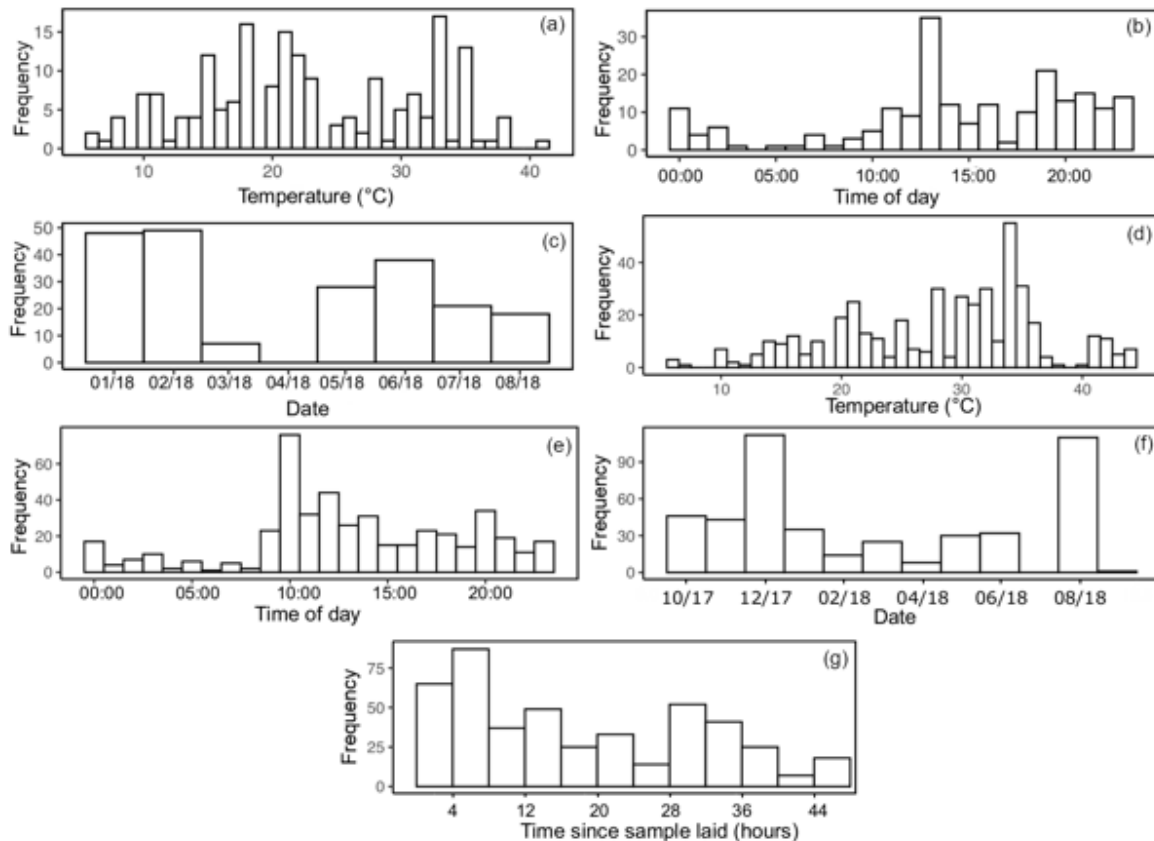 (a)
Frequency
15
10
5
0
10 20 30 40
Temperature (°C)
(b)
Frequency
30
20
10
0
00:00 05:00 10:00 15:00 20:00
Time of day
(c)
Frequency
50
40
30
20
10
0
01/18 02/18 03/18 04/18 05/18 06/18 07/18 08/18
Date
(d)
Frequency
40
20
0
10 20 30 40
Temperature (°C)
(e)
Frequency
60
40
20
0
00:00 05:00 10:00 15:00 20:00
Time of day
(f)
Frequency
90
60
30
0
10/17 12/17 02/18 04/18 06/18 08/18
Date
(g)
Frequency
75
50
25
0
4 12 20 28 36 44
Time since sample laid (hours)